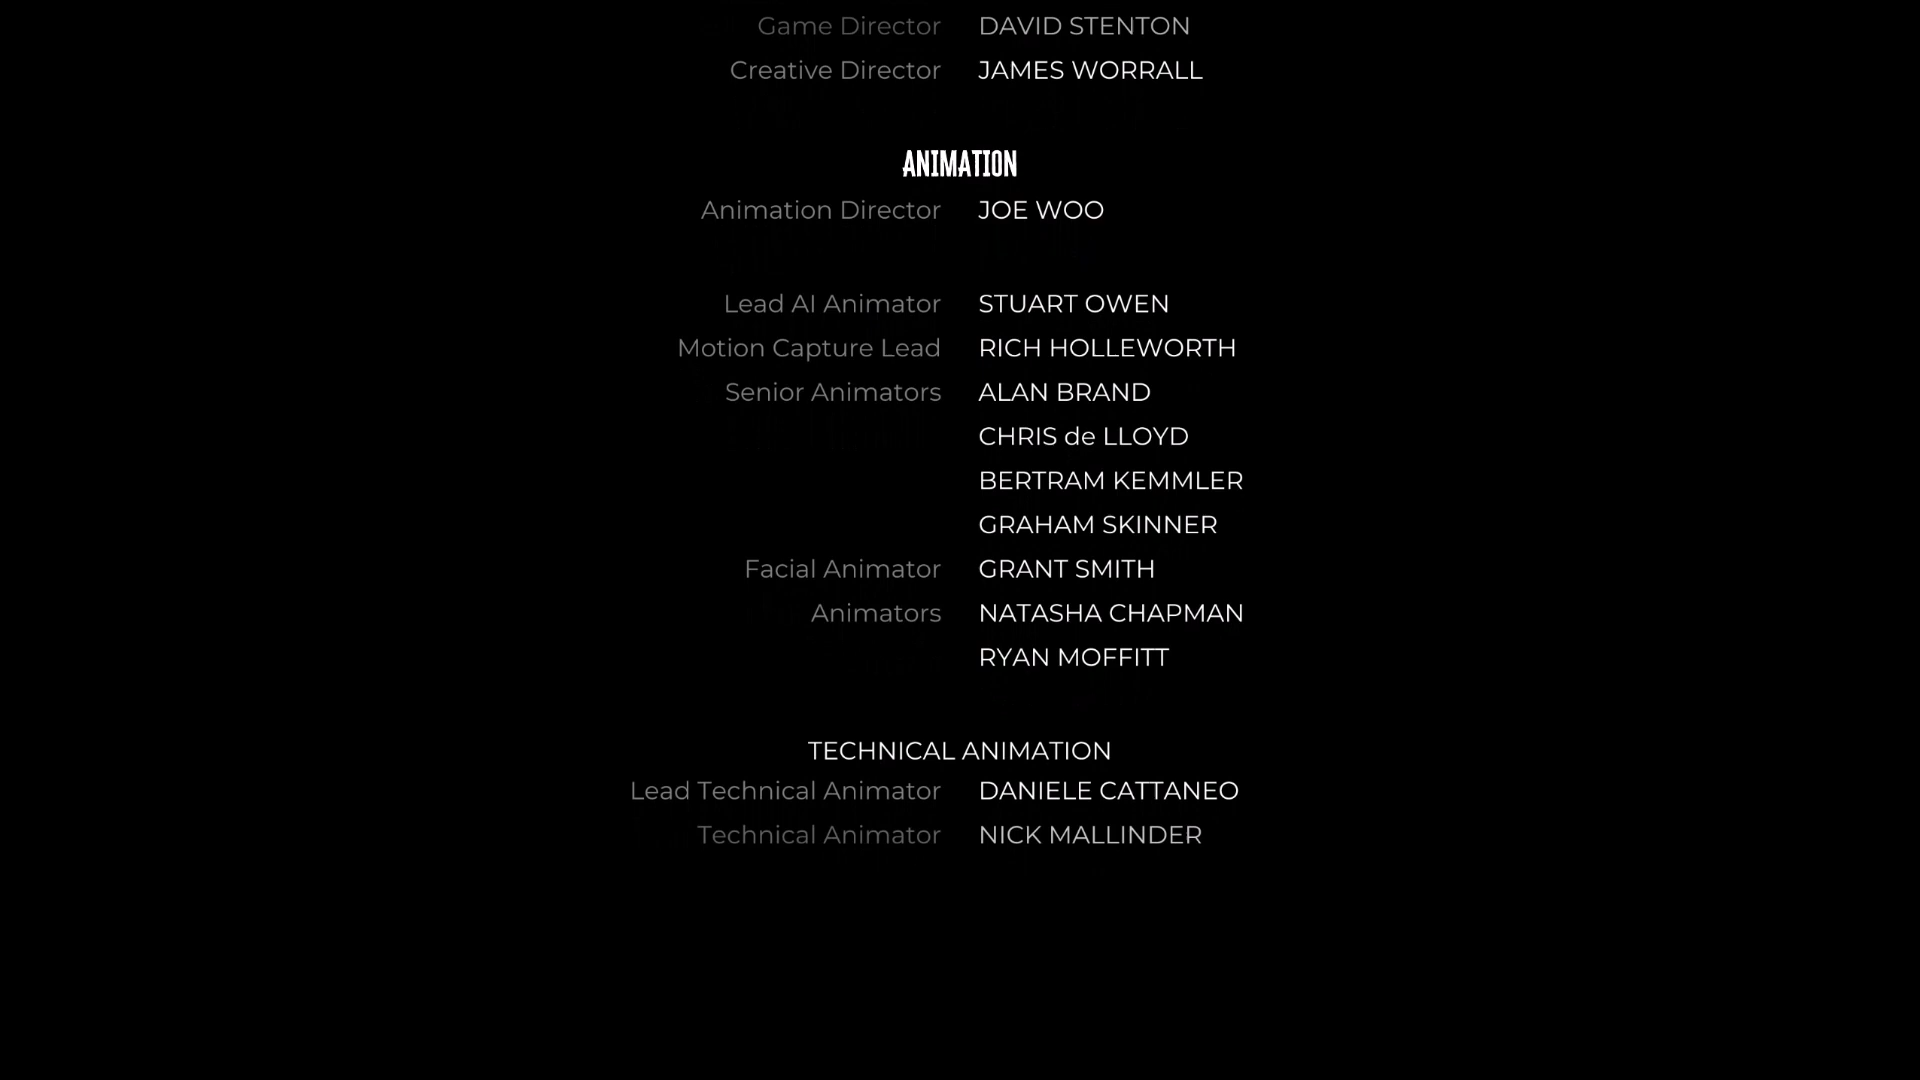 Game Director DAVID STENTON
Creative Director JAMES WORRALL
ANIMATION
Animation Director JOE WOO
Lead AI Animator STUART OWEN
Motion Capture Lead RICH HOLLEWORTH
Senior Animators ALAN BRAND
CHRIS de LLOYD
BERTRAM KEMMLER
GRAHAM SKINNER
Facial Animator GRANT SMITH
Animators NATASHA CHAPMAN
RYAN MOFFITT
TECHNICAL ANIMATION
Lead Technical Animator DANIELE CATTANEO
Technical Animator NICK MALLINDER